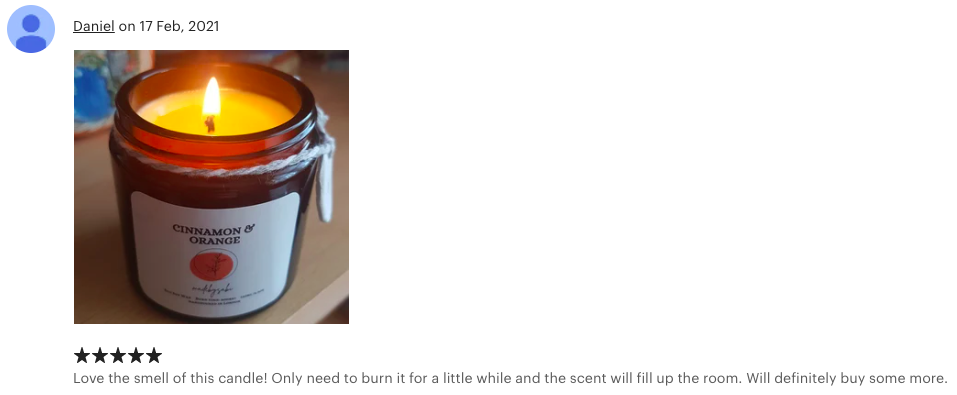 Daniel on 17 Feb, 2021
CINNAMON &
ORANGE
★★★★★
Love the smell of this candle! Only need to burn it for a little while and the scent will fill up the room. Will definitely buy some more.